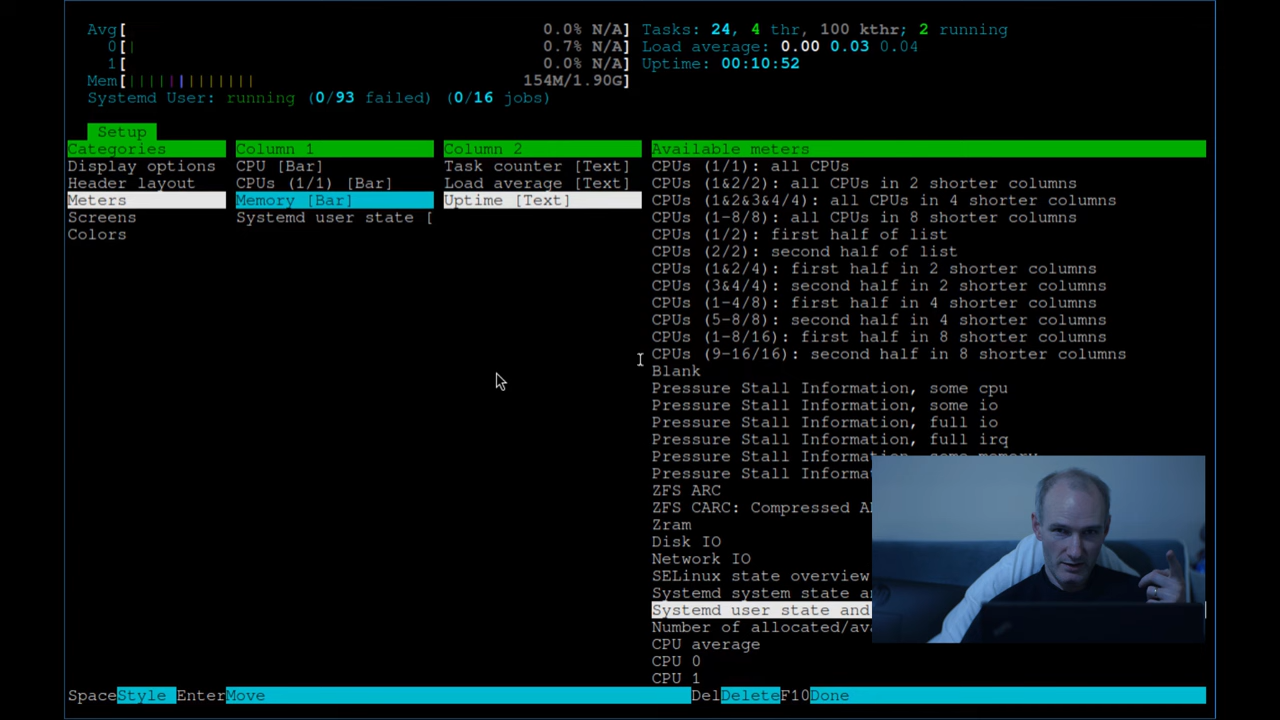 Avg[ 0.0% N/A] Tasks: 24, 4 thr, 100 kthr; 2 running
0[| 0.7% N/A] Load average: 0.00 0.03 0.04
1[ 0.0% N/A] Uptime: 00:10:52
Mem[||||||||||||| 154M/1.90G]
Systemd User: running (0/93 failed) (0/16 jobs)
Setup
Categories
Display options
Header layout
Meters
Screens
Colors
Column 1
CPU [Bar]
CPUs (1/1) [Bar]
Memory [Bar]
Systemd user state [
Column 2
Task counter [Text]
Load average [Text]
Uptime [Text]
Available meters
CPUs (1/1): all CPUs
CPUs (1&2/2): all CPUs in 2 shorter columns
CPUs (1&2&3&4/4): all CPUs in 4 shorter columns
CPUs (1-8/8): all CPUs in 8 shorter columns
CPUs (1/2): first half of list
CPUs (2/2): second half of list
CPUs (1&2/4): first half in 2 shorter columns
CPUs (3&4/4): second half in 2 shorter columns
CPUs (1-4/8): first half in 4 shorter columns
CPUs (5-8/8): second half in 4 shorter columns
CPUs (1-8/16): first half in 8 shorter columns
CPUs (9-16/16): second half in 8 shorter columns
Blank
Pressure Stall Information, some cpu
Pressure Stall Information, some io
Pressure Stall Information, full io
Pressure Stall Information, full irq
Pressure Stall Information, some memory
Pressure Stall Informa
ZFS ARC
ZFS CARC: Compressed A
Zram
Disk IO
Network IO
SELinux state overview
Systemd system state an
Systemd user state and
Number of allocated/ava
CPU average
CPU 0
CPU 1
SpaceStyle EnterMove DelDeleteF10Done